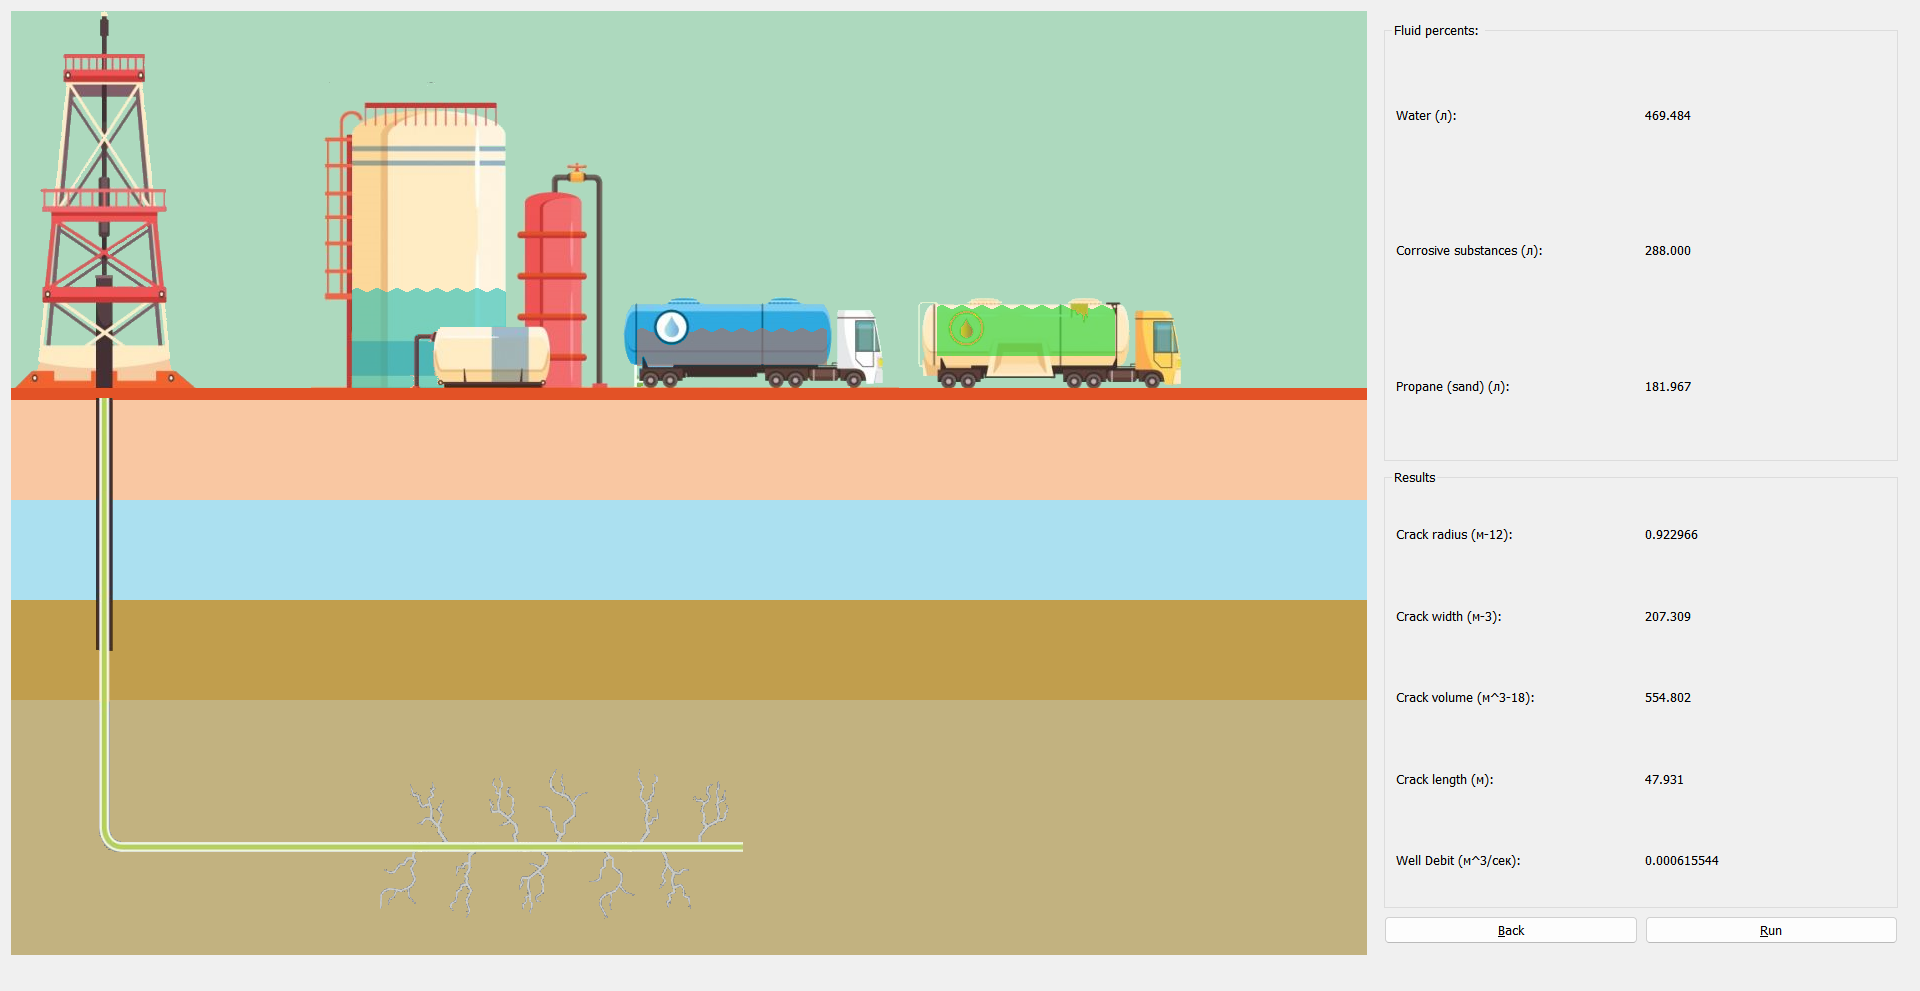 Fluid percents:
Water (л): 469.484
Corrosive substances (л): 288.000
Propane (sand) (л): 181.967
Results
Crack radius (м-12): 0.922966
Crack width (м-3): 207.309
Crack volume (м^3-18): 554.802
Crack length (м): 47.931
Well Debit (м^3/сек): 0.000615544
Back Run